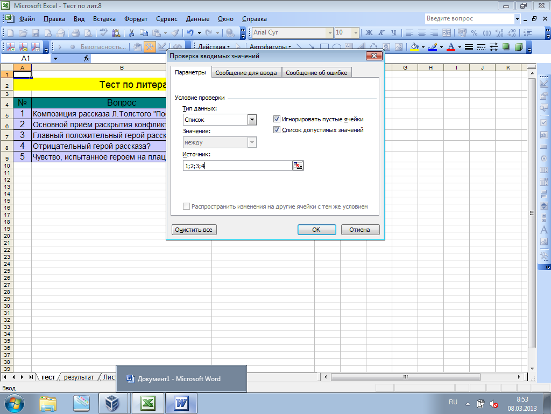 Microsoft Excel - Тест по лит.8
Файл Правка Вид Вставка Формат Сервис Данные Окно Справка
Введите вопрос
Arial Cyr 10
Безопасность...
Действия Автофигуры
A1
Проверка вводимых значений
Параметры Сообщение для ввода Сообщение об ошибке
Условие проверки
Тип данных:
Список
Игнорировать пустые ячейки
Список допустимых значений
Значение:
между
Источник:
1;2;3;4
Распространить изменения на другие ячейки с тем же условием
Очистить все ОК Отмена
A B G H I J K
Тест по литера
№ Вопрос
1 Композиция рассказа Л.Толстого "По
2 Основной прием раскрытия конфлик
3 Главный положительный герой расск
4 Отрицательный герой рассказа?
5 Чувство, испытанное героем на плац
тест результат Лис
Документ1 - Microsoft Word
Ввод
RU
8:53
08.02.2013